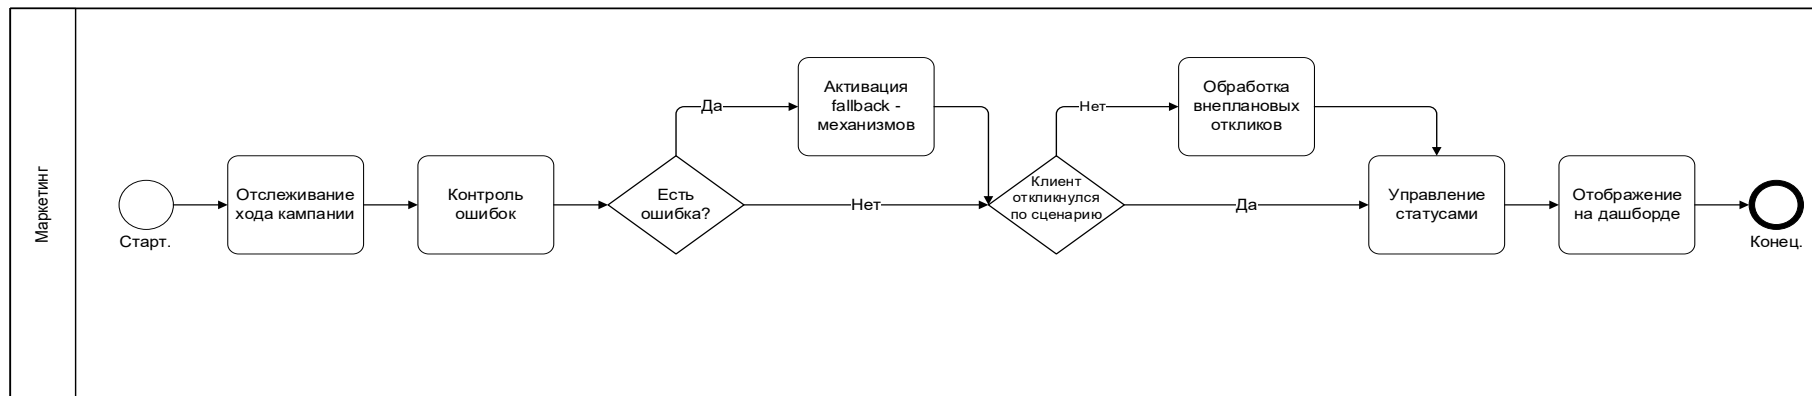 Маркетинг
Старт.
Отслеживание
хода кампании
Контроль
ошибок
Есть
ошибка?
Да
Активация
fallback -
механизмов
Нет
Клиент
откликнулся
по сценарию
Нет
Обработка
внеплановых
откликов
Да
Управление
статусами
Отображение
на дашборде
Конец.